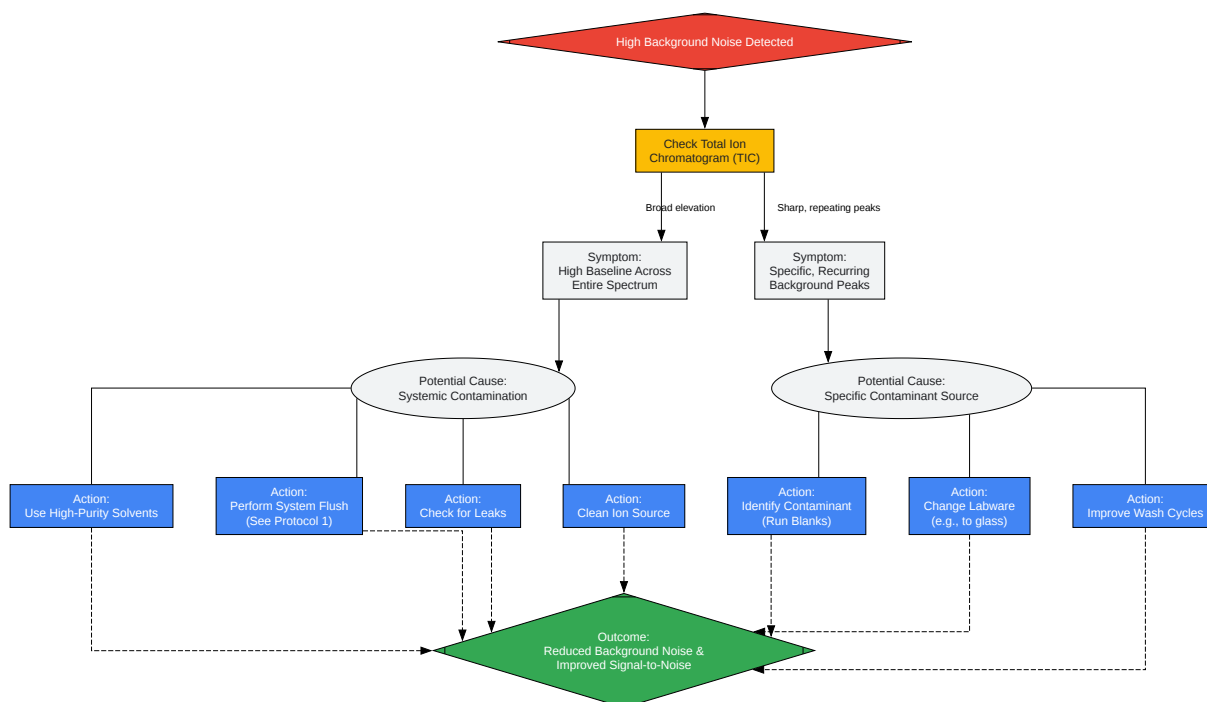 High Background Noise Detected
Check Total Ion
Chromatogram (TIC)
Broad elevation
Sharp, repeating peaks
Symptom:
High Baseline Across
Entire Spectrum
Symptom:
Specific, Recurring
Background Peaks
Potential Cause:
Systemic Contamination
Potential Cause:
Specific Contaminant Source
Action:
Use High-Purity Solvents
Action:
Perform System Flush
(See Protocol 1)
Action:
Check for Leaks
Action:
Clean Ion Source
Action:
Identify Contaminant
(Run Blanks)
Action:
Change Labware
(e.g., to glass)
Action:
Improve Wash Cycles
Outcome:
Reduced Background Noise &
Improved Signal-to-Noise